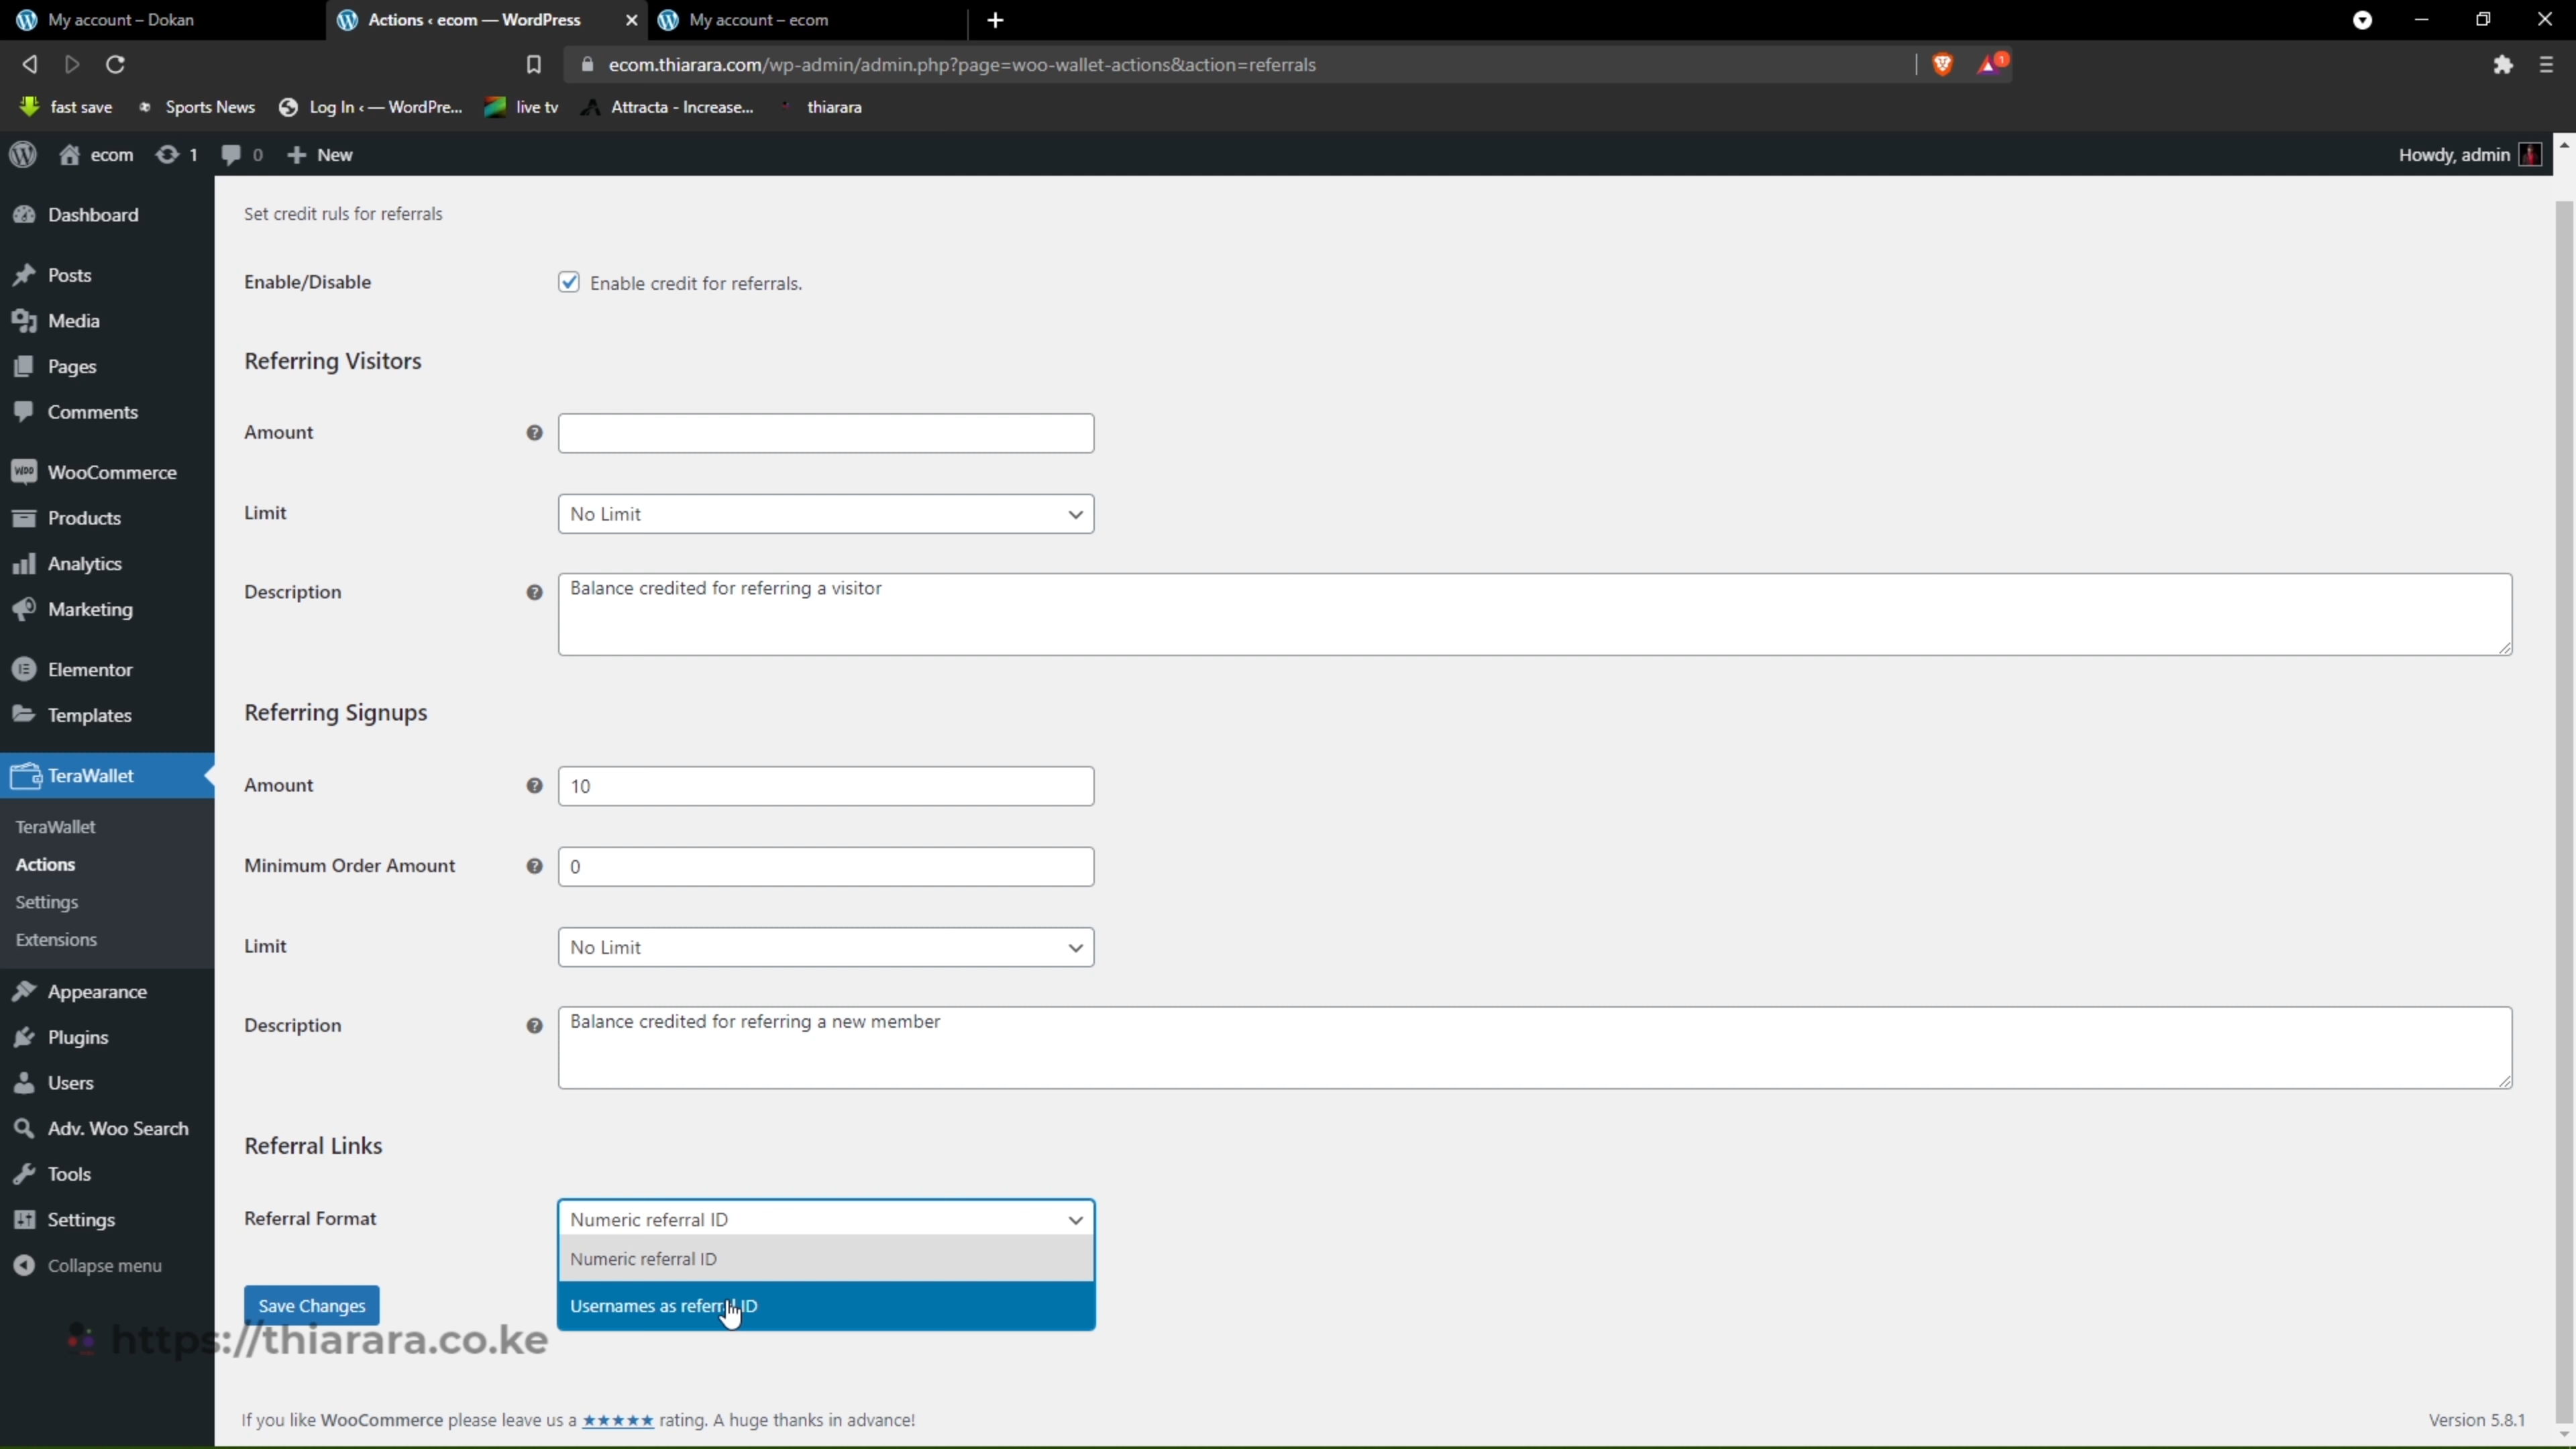 My account – Dokan
Actions ‹ ecom — WordPress
My account – ecom
ecom.thiarara.com/wp-admin/admin.php?page=woo-wallet-actions&action=referrals
1
fast save
Sports News
Log In ‹ — WordPre...
live tv
Attracta - Increase...
thiarara
ecom
1
0
New
Howdy, admin
Dashboard
Posts
Media
Pages
Comments
WooCommerce
Products
Analytics
Marketing
Elementor
Templates
TeraWallet
TeraWallet
Actions
Settings
Extensions
Appearance
Plugins
Users
Adv. Woo Search
Tools
Settings
Collapse menu
Set credit ruls for referrals
Enable/Disable
Enable credit for referrals.
Referring Visitors
Amount
Limit
No Limit
Description
Balance credited for referring a visitor
Referring Signups
Amount
10
Minimum Order Amount
0
Limit
No Limit
Description
Balance credited for referring a new member
Referral Links
Referral Format
Numeric referral ID
Numeric referral ID
Usernames as referral ID
Save Changes
https://thiarara.co.ke
If you like WooCommerce please leave us a ★★★★★ rating. A huge thanks in advance!
Version 5.8.1